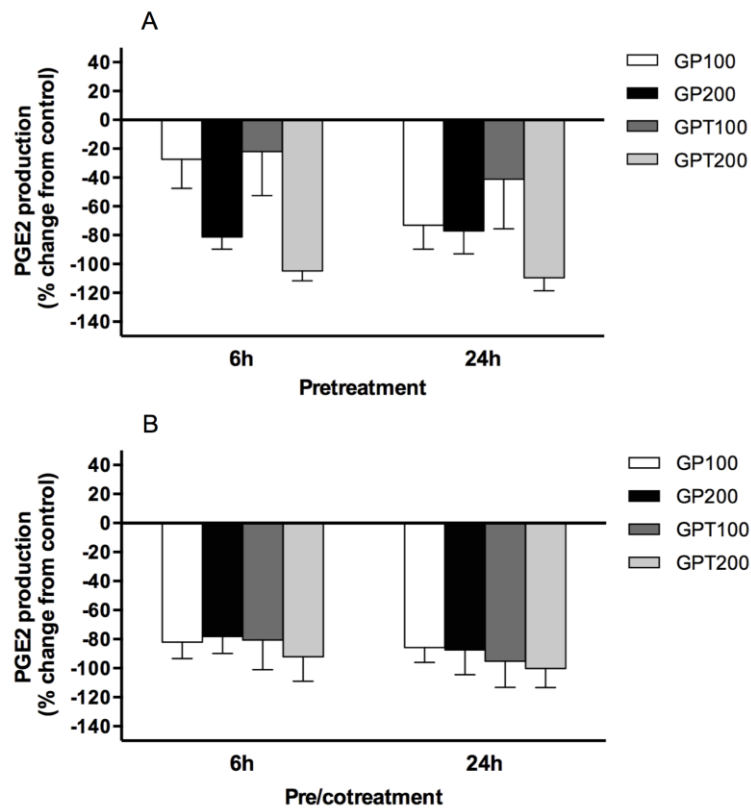 A
PGE2 production
(% change from control)
40
20
0
-20
-40
-60
-80
-100
-120
-140
6h
24h
Pretreatment
GP100
GP200
GPT100
GPT200
B
PGE2 production
(% change from control)
40
20
0
-20
-40
-60
-80
-100
-120
-140
6h
24h
Pre/cotreatment
GP100
GP200
GPT100
GPT200